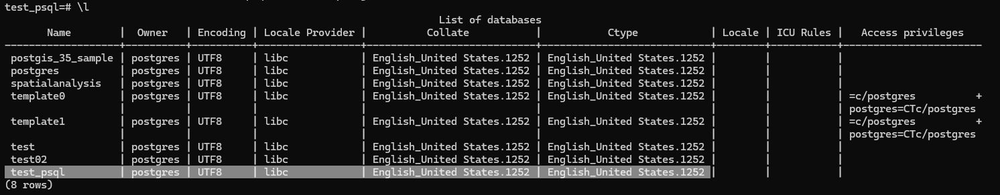 test_psql=# \l
                                                                        List of databases
       Name        |  Owner   | Encoding | Locale Provider |          Collate           |           Ctype            | Locale | ICU Rules |   Access privileges
-------------------+----------+----------+-----------------+----------------------------+----------------------------+--------+-----------+-----------------------
 postgis_35_sample | postgres | UTF8     | libc            | English_United States.1252 | English_United States.1252 |        |           |
 postgres          | postgres | UTF8     | libc            | English_United States.1252 | English_United States.1252 |        |           |
 spatialanalysis   | postgres | UTF8     | libc            | English_United States.1252 | English_United States.1252 |        |           |
 template0         | postgres | UTF8     | libc            | English_United States.1252 | English_United States.1252 |        |           | =c/postgres          +
                   |          |          |                 |                            |                            |        |           | postgres=CTc/postgres
 template1         | postgres | UTF8     | libc            | English_United States.1252 | English_United States.1252 |        |           | =c/postgres          +
                   |          |          |                 |                            |                            |        |           | postgres=CTc/postgres
 test              | postgres | UTF8     | libc            | English_United States.1252 | English_United States.1252 |        |           |
 test02            | postgres | UTF8     | libc            | English_United States.1252 | English_United States.1252 |        |           |
 test_psql         | postgres | UTF8     | libc            | English_United States.1252 | English_United States.1252 |        |           |
(8 rows)